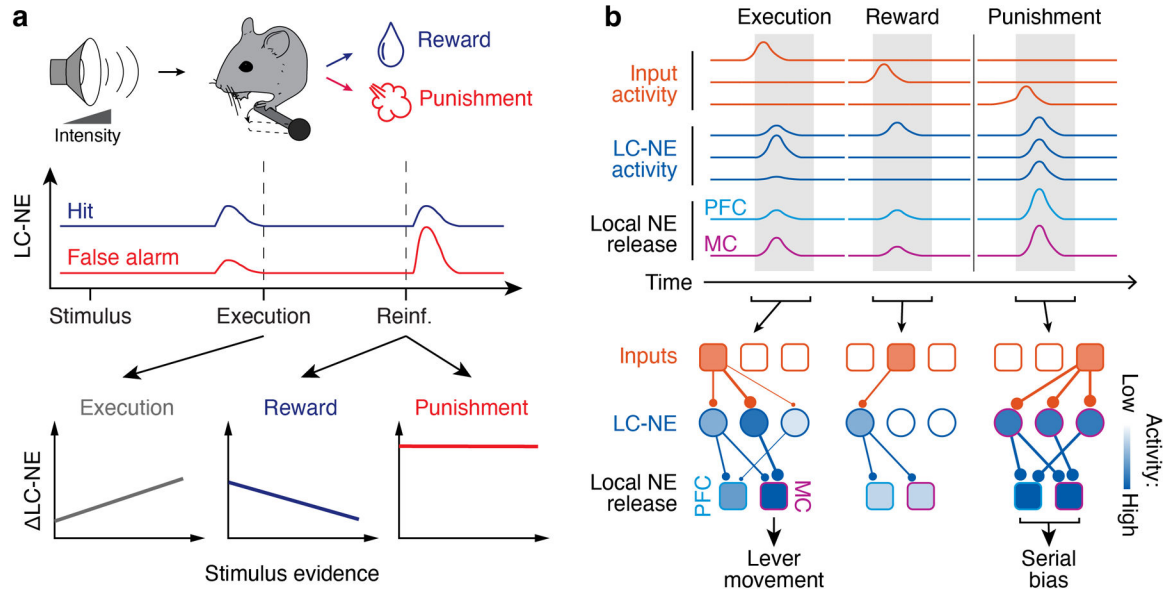 a
Intensity
Reward
Punishment
LC-NE
Hit
False alarm
Stimulus
Execution
Reinf.
Execution
Reward
Punishment
ΔLC-NE
Stimulus evidence
b
Execution
Reward
Punishment
Input
activity
LC-NE
activity
Local NE
release
PFC
MC
Time
Inputs
LC-NE
Local NE
release
PFC
MC
Lever
movement
Serial
bias
Activity:
Low
High